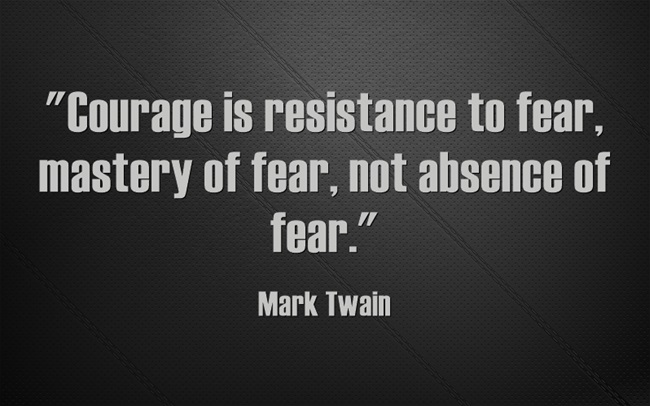 "Courage is resistance to fear,
mastery of fear, not absence of
fear."
Mark Twain